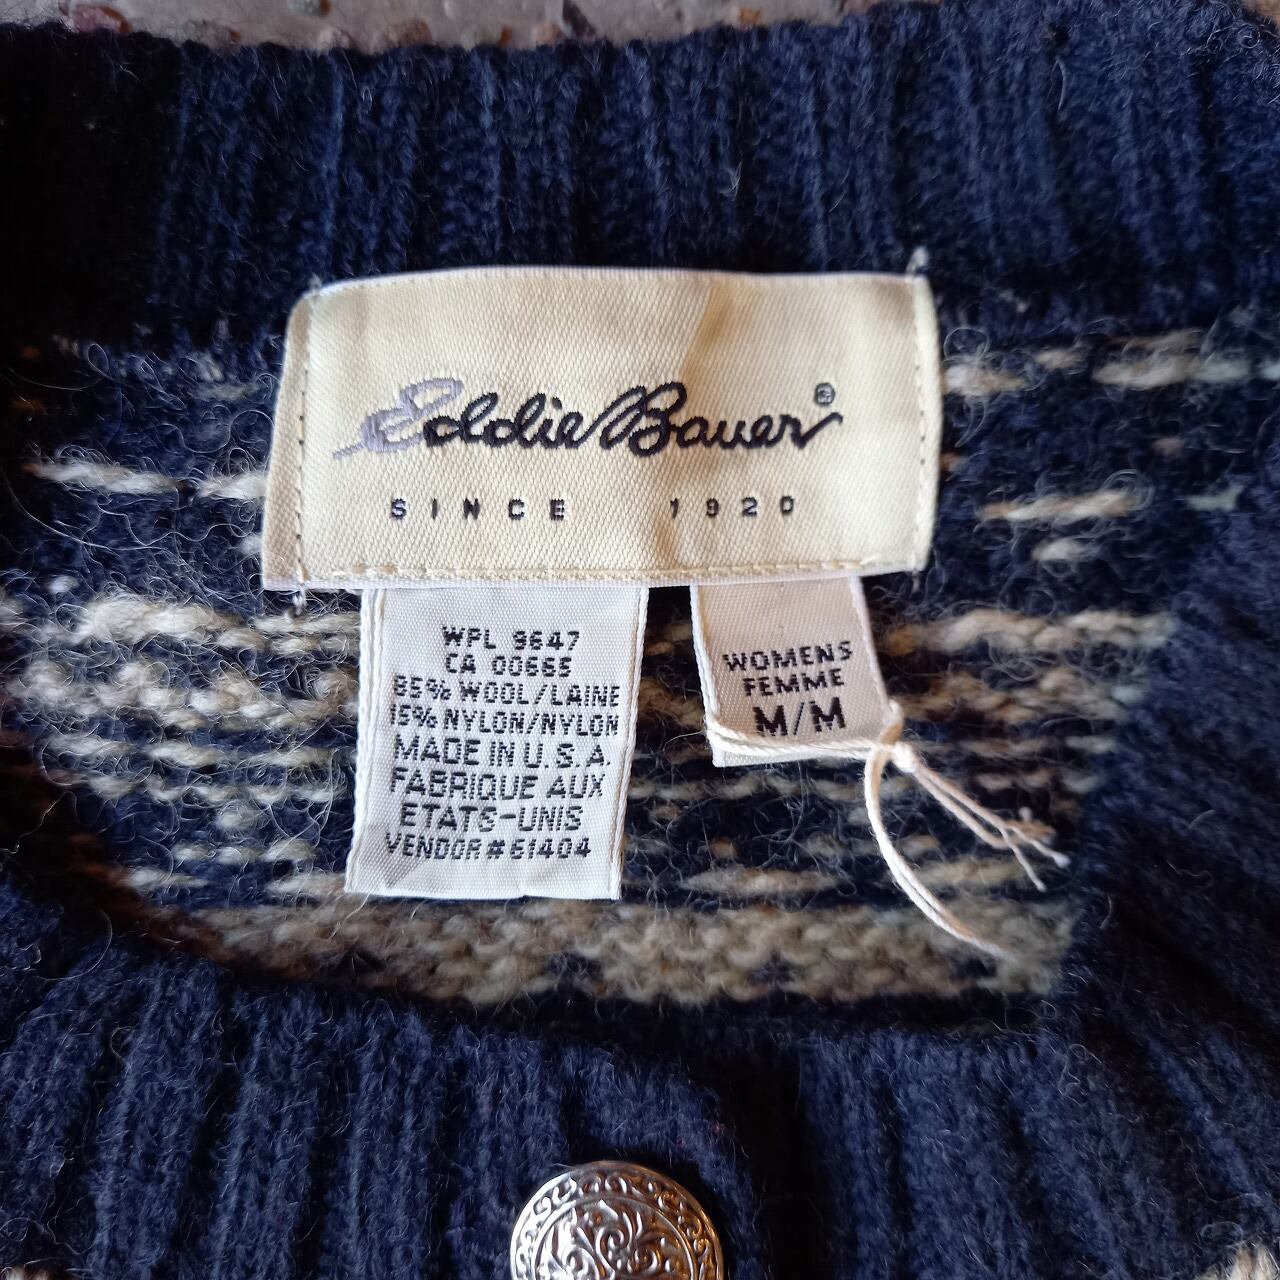 Eddie Bauer®
SINCE 1920
WPL 9647
CA 00665
85% WOOL/LAINE
15% NYLON/NYLON
MADE IN U.S.A.
FABRIQUE AUX
ETATS-UNIS
VENDOR # 61404
WOMENS
FEMME
M/M